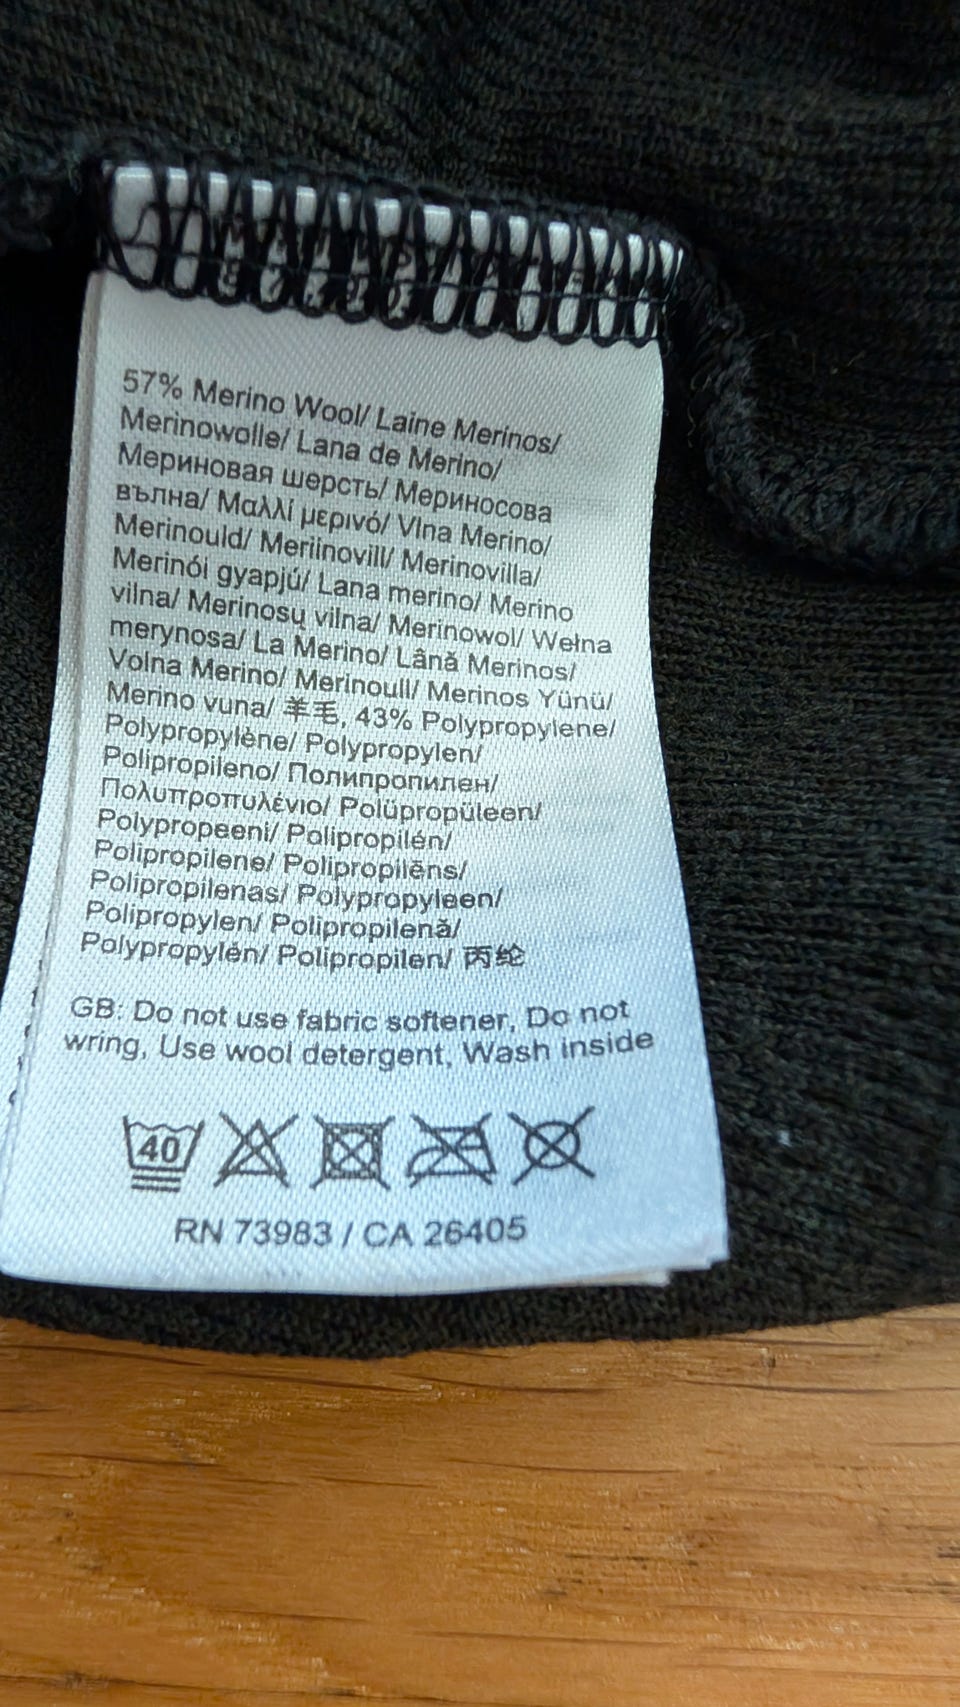 57% Merino Wool/ Laine Merinos/
Merinowolle/ Lana de Merino/
Мериновая шерсть/ Мериносова
вълна/ Μαλλί μερινό/ Vlna Merino/
Merinould/ Meriinovill/ Merinovilla/
Merinói gyapjú/ Lana merino/ Merino
vilna/ Merinosų vilna/ Merinowol/ Wełna
merynosa/ La Merino/ Lână Merinos/
Volna Merino/ Merinoull/ Merinos Yünü/
Merino vuna/ 羊毛, 43% Polypropylene/
Polypropylène/ Polypropylen/
Polipropileno/ Полипропилен/
Πολυπροπυλένιο/ Polüpropüleen/
Polypropeeni/ Polipropilén/
Polipropilene/ Polipropilēns/
Polipropilenas/ Polypropyleen/
Polipropylen/ Polipropilenă/
Polypropylén/ Polipropilen/ 丙纶
GB: Do not use fabric softener, Do not
wring, Use wool detergent, Wash inside
40
RN 73983 / CA 26405